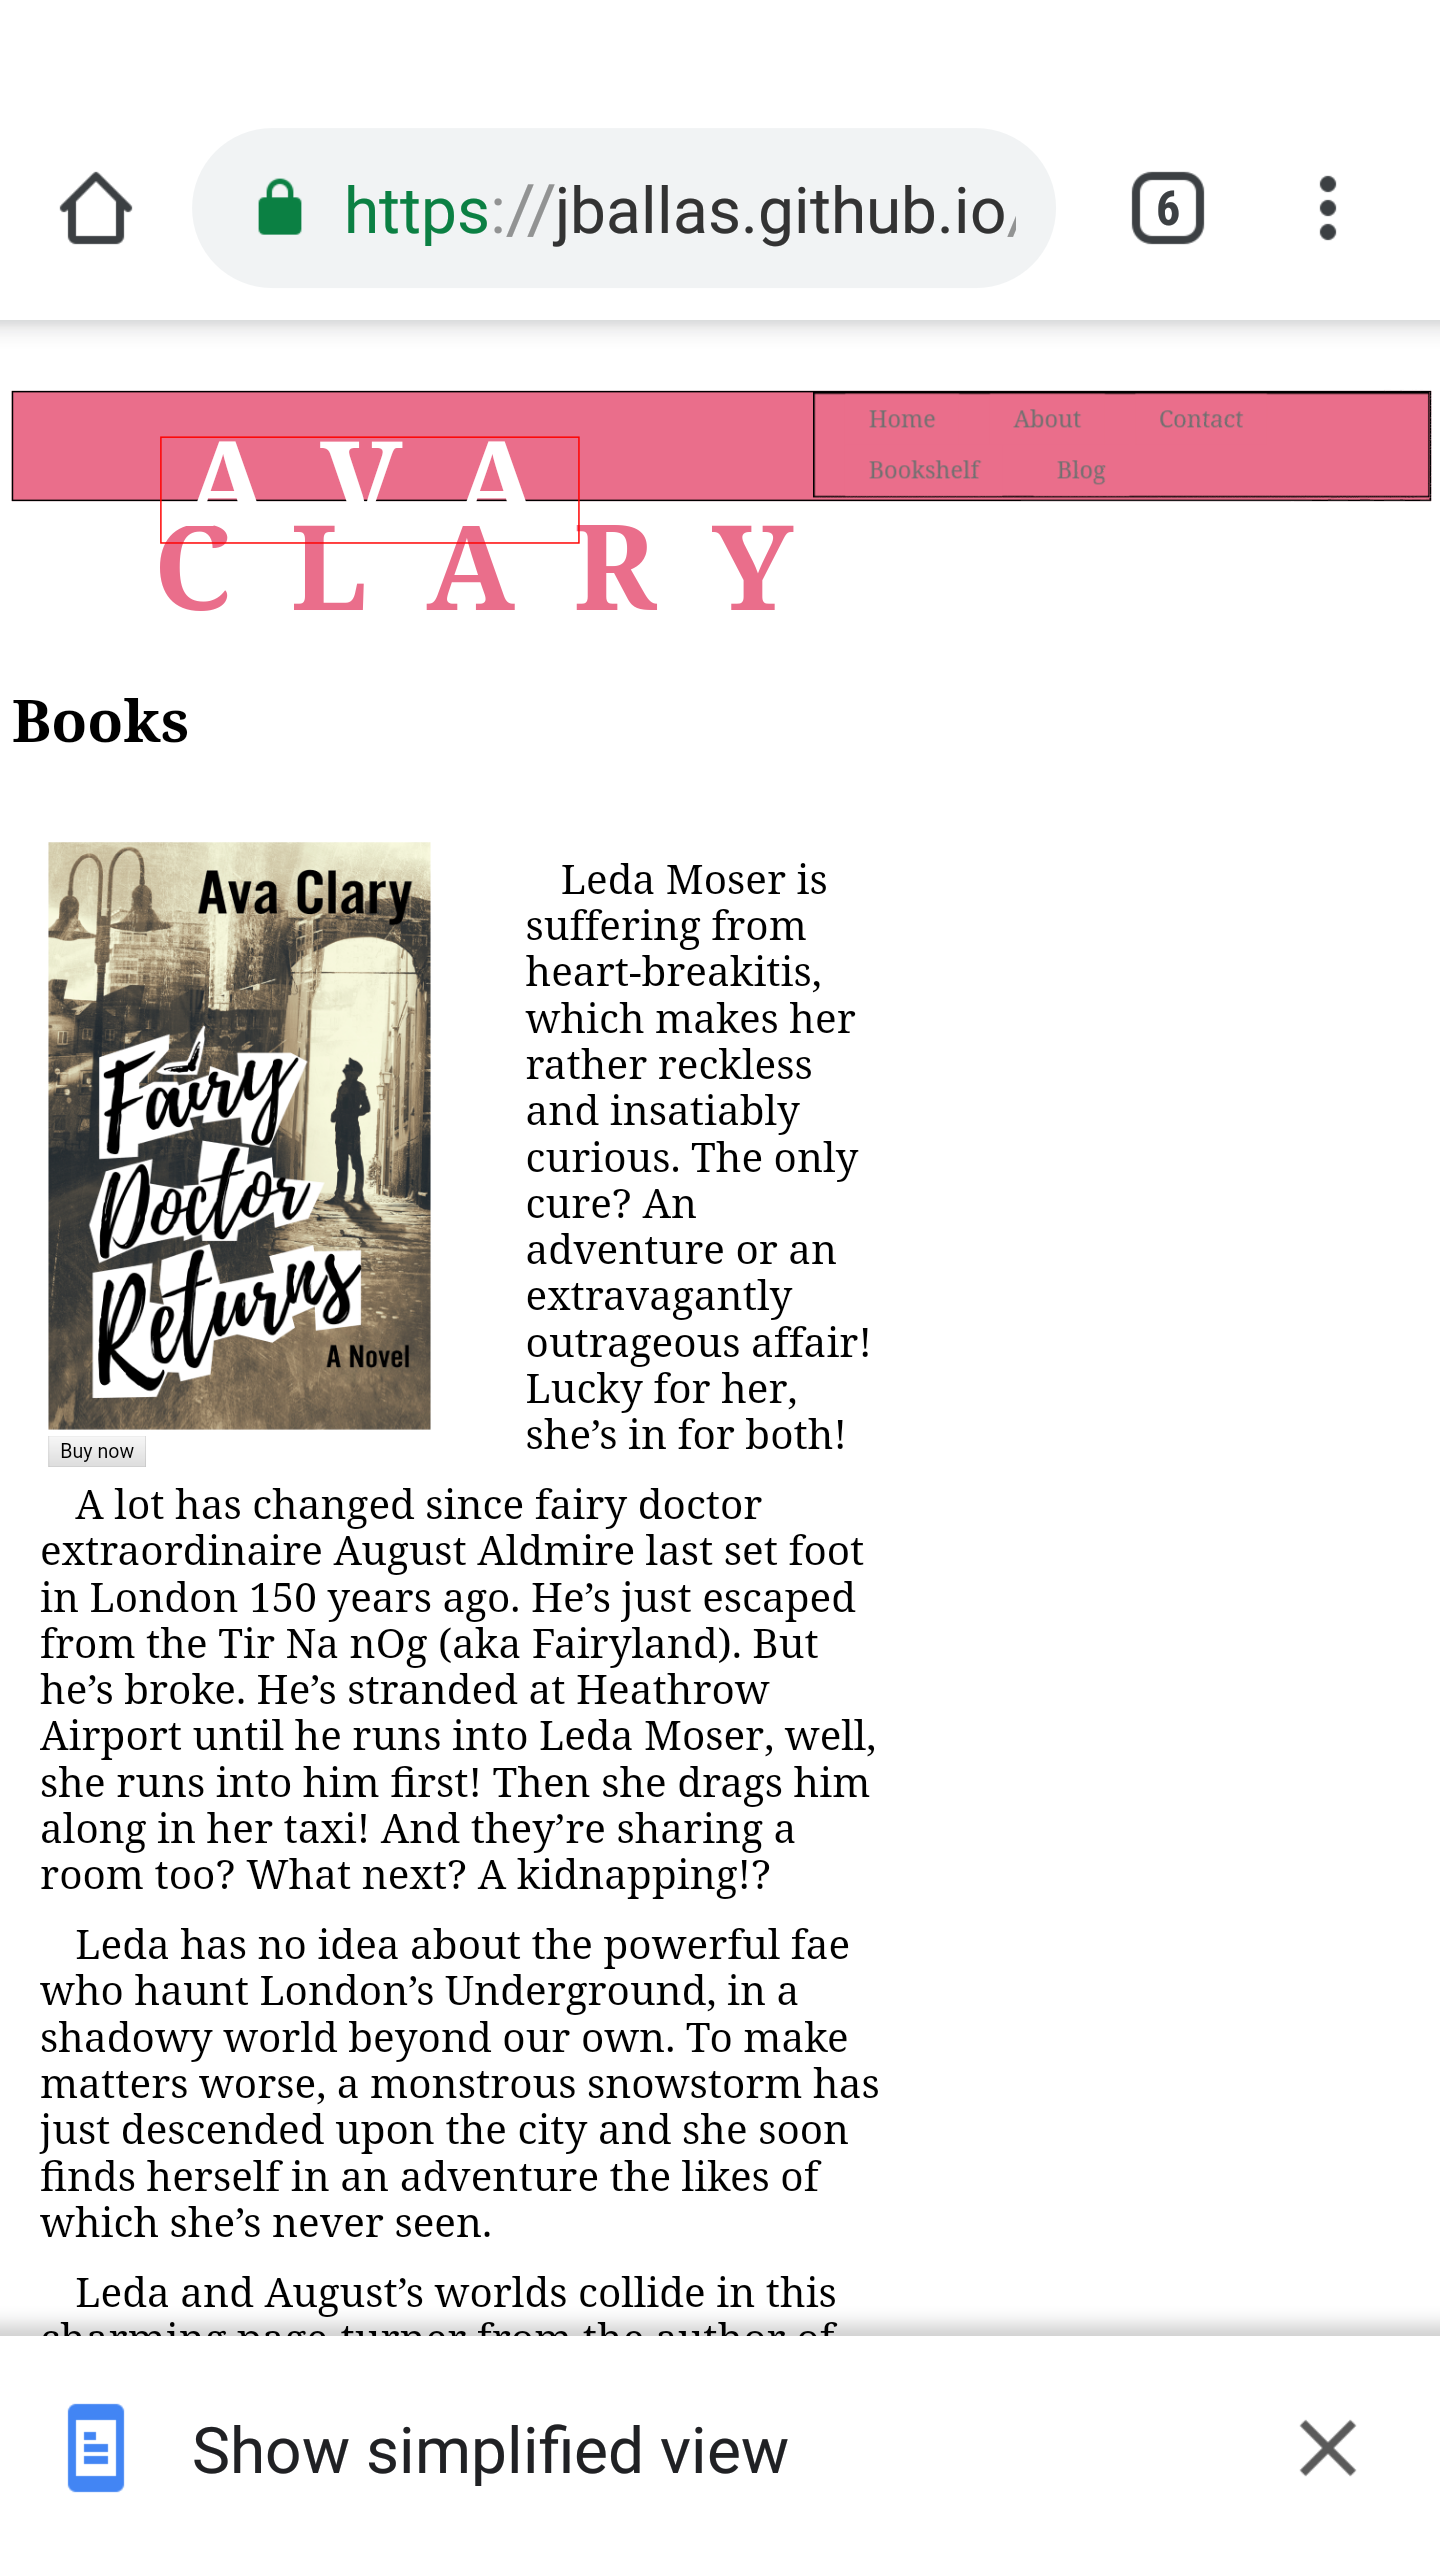 https://jballas.github.io/
6
Home About Contact
Bookshelf Blog
AVA
CLARY
Books
Ava Clary
Fairy
Doctor
Returns
A Novel
Buy now
Leda Moser is
suffering from
heart-breakitis,
which makes her
rather reckless
and insatiably
curious. The only
cure? An
adventure or an
extravagantly
outrageous affair!
Lucky for her,
she’s in for both!
A lot has changed since fairy doctor
extraordinaire August Aldmire last set foot
in London 150 years ago. He’s just escaped
from the Tir Na nOg (aka Fairyland). But
he’s broke. He’s stranded at Heathrow
Airport until he runs into Leda Moser, well,
she runs into him first! Then she drags him
along in her taxi! And they’re sharing a
room too? What next? A kidnapping!?
Leda has no idea about the powerful fae
who haunt London’s Underground, in a
shadowy world beyond our own. To make
matters worse, a monstrous snowstorm has
just descended upon the city and she soon
finds herself in an adventure the likes of
which she’s never seen.
Leda and August’s worlds collide in this
charming page-turner from the author of
Show simplified view